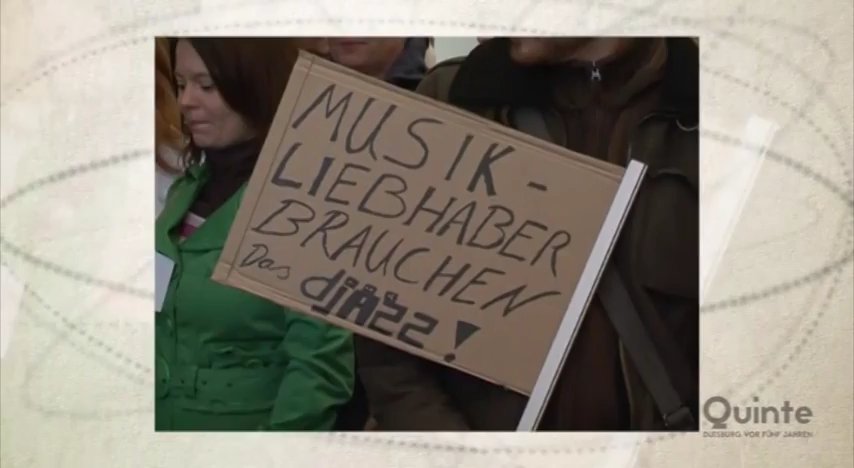 MUSIK-
LIEBHABER
BRAUCHEN
Das djäzz!
Quinte
DUISBURG VOR FÜNF JAHREN